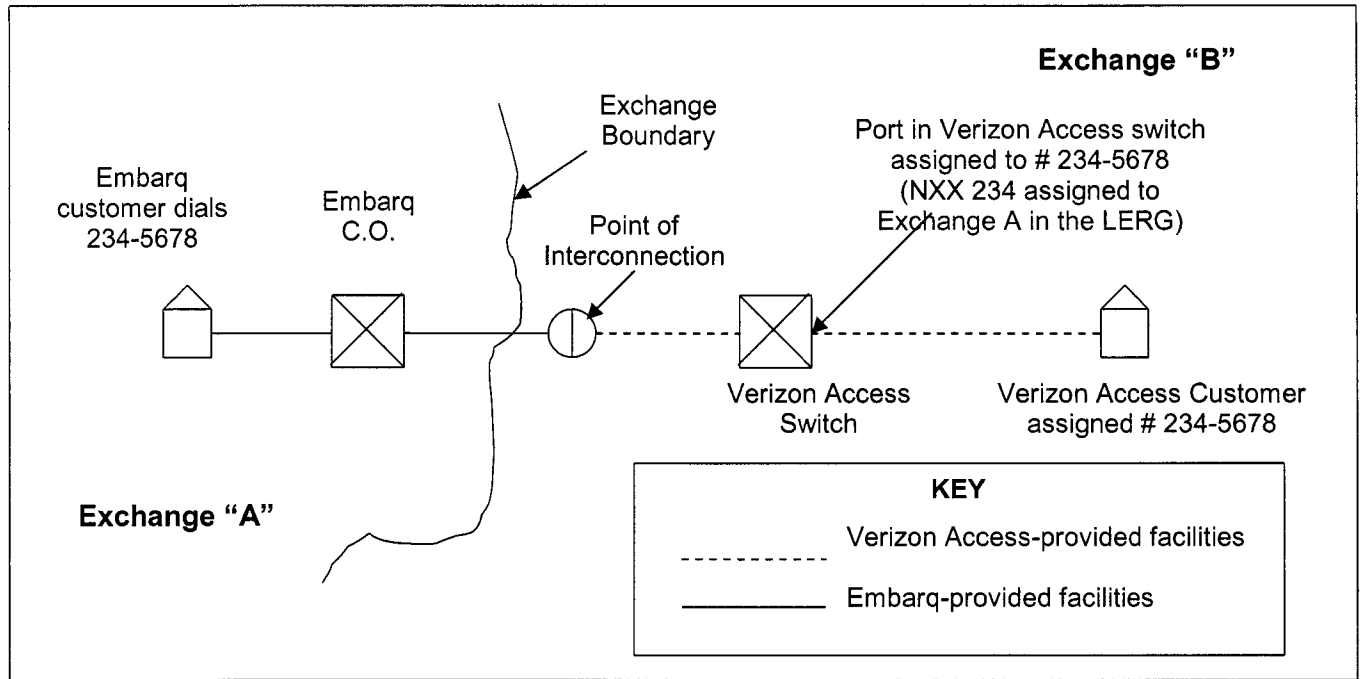 Exchange “B”
Exchange
Boundary
Port in Verizon Access switch
assigned to # 234-5678
(NXX 234 assigned to
Exchange A in the LERG)
Embarq
customer dials
234-5678
Embarq
C.O.
Point of
Interconnection
Verizon Access
Switch
Verizon Access Customer
assigned # 234-5678
Exchange “A”
KEY
Verizon Access-provided facilities
Embarq-provided facilities